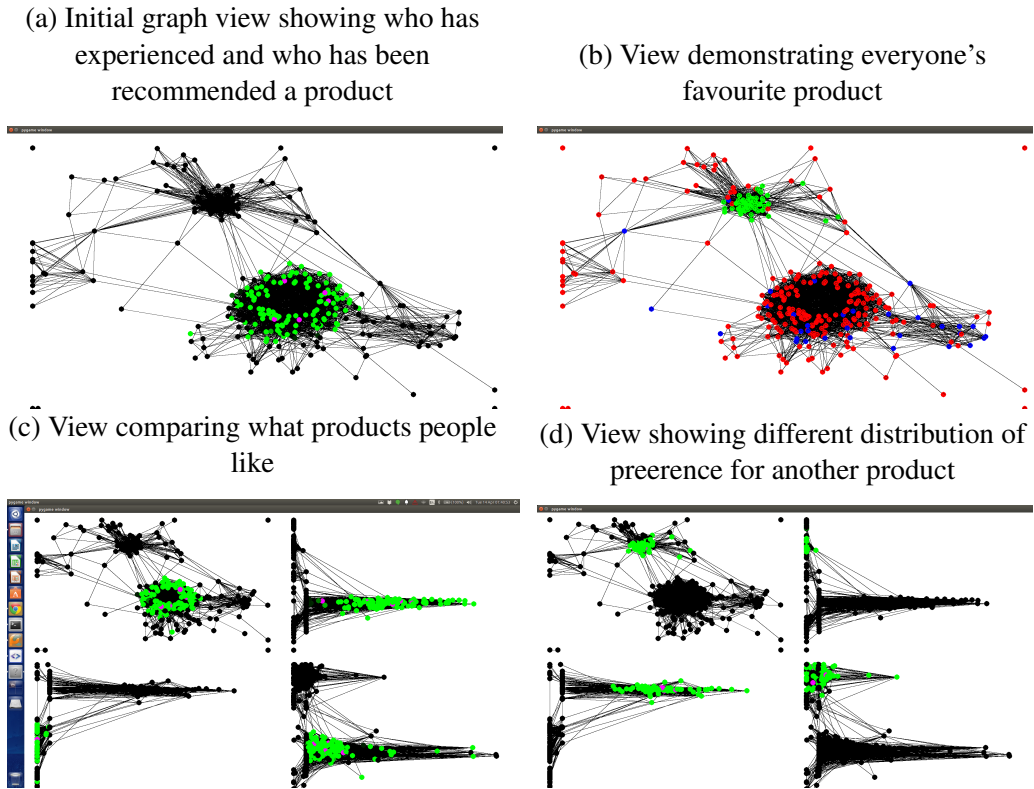 (a) Initial graph view showing who has
experienced and who has been
recommended a product
(b) View demonstrating everyone's
favourite product
pygame window
pygame window
(c) View comparing what products people
like
(d) View showing different distribution of
preerence for another product
pygame window
pygame window
pygame window